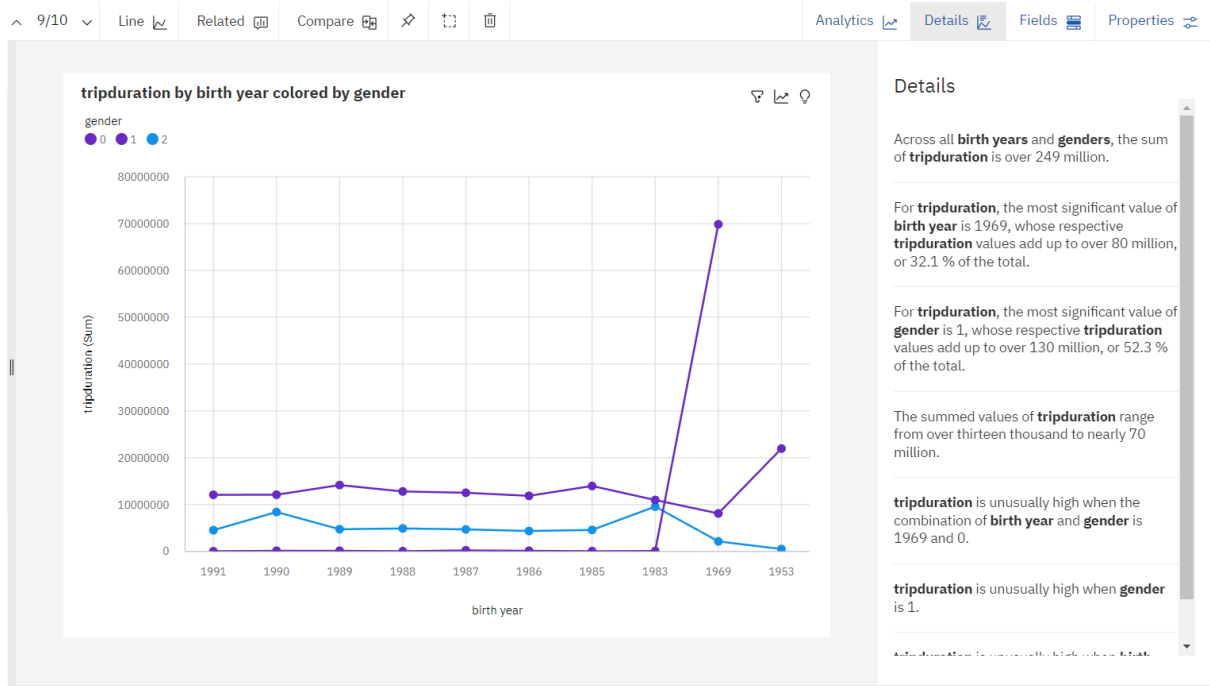 9/10 Line Related Compare Analytics Details Fields Properties
tripduration by birth year colored by gender
gender
0 1 2
80000000
70000000
60000000
50000000
40000000
30000000
20000000
10000000
0
tripduration (Sum)
1991 1990 1989 1988 1987 1986 1985 1983 1969 1953
birth year
Details
Across all birth years and genders, the sum
of tripduration is over 249 million.
For tripduration, the most significant value of
birth year is 1969, whose respective
tripduration values add up to over 80 million,
or 32.1 % of the total.
For tripduration, the most significant value of
gender is 1, whose respective tripduration
values add up to over 130 million, or 52.3 %
of the total.
The summed values of tripduration range
from over thirteen thousand to nearly 70
million.
tripduration is unusually high when the
combination of birth year and gender is
1969 and 0.
tripduration is unusually high when gender
is 1.
tripduration is unusually high when birth